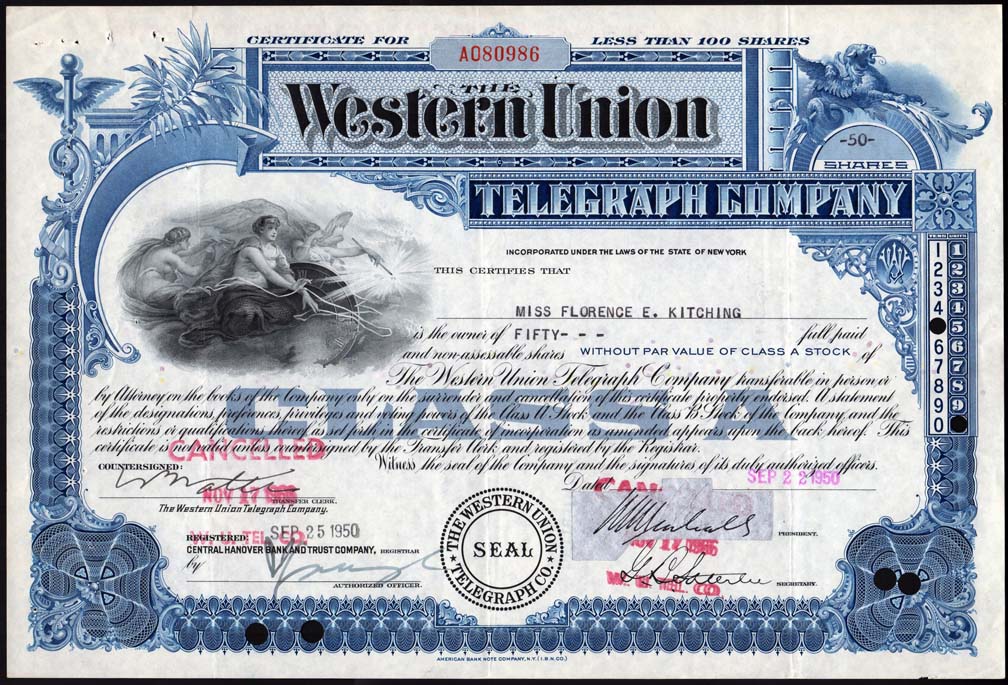 CERTIFICATE FOR
A080986
LESS THAN 100 SHARES
THE
Western Union
TELEGRAPH COMPANY
-50-
SHARES
INCORPORATED UNDER THE LAWS OF THE STATE OF NEW YORK
THIS CERTIFIES THAT
MISS FLORENCE E. KITCHING
is the owner of FIFTY--- full paid
and non-assessable shares WITHOUT PAR VALUE OF CLASS A STOCK of
The Western Union Telegraph Company transferable in person or
by Attorney on the books of the Company only on the surrender and cancellation of this certificate properly endorsed. A statement
of the designations, preferences, privileges and voting powers of the Class A Stock and the Class B Stock of the Company and the
restrictions or qualifications thereof as set forth in the certificate of incorporation as amended appears upon the back hereof. This
certificate is not valid unless countersigned by the Transfer Clerk and registered by the Registrar.
Witness the seal of the Company and the signatures of its duly authorized officers.
CLASS A
CANCELLED
COUNTERSIGNED:
NOV 17
TRANSFER CLERK.
The Western Union Telegraph Company.
Dated SEP 22 1950
PRESIDENT.
REGISTERED: SEP 25 1950
W. U. TEL. CO.
CENTRAL HANOVER BANK AND TRUST COMPANY, REGISTRAR
by
AUTHORIZED OFFICER.
THE WESTERN UNION
SEAL
TELEGRAPH CO.
SECRETARY.
TENS UNITS
1 1
2 2
3 3
4 4
5
6 6
7 7
8 8
9 9
0
AMERICAN BANK NOTE COMPANY, N.Y. (I.B.N.CO.)